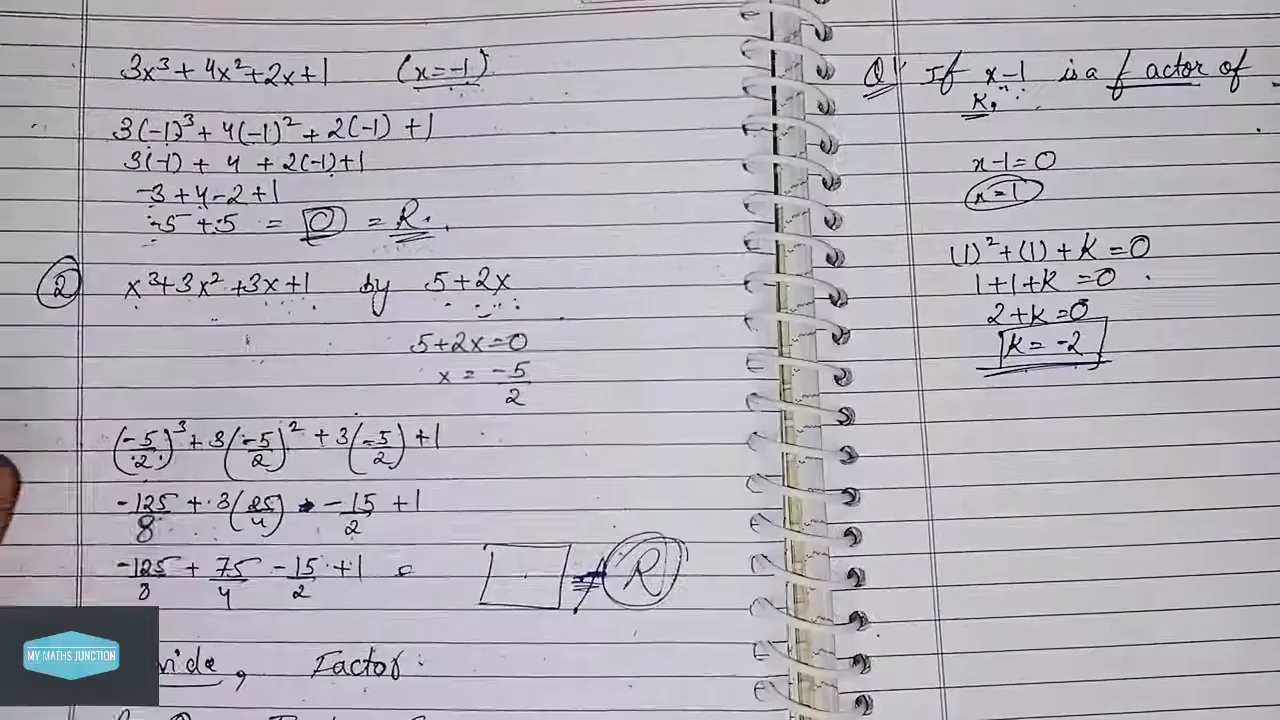 3x³ + 4x² + 2x + 1 (x = -1)
3(-1)³ + 4(-1)² + 2(-1) + 1
3(-1) + 4 + 2(-1) + 1
-3 + 4 - 2 + 1
-5 + 5 = 0 = R.
② x³ + 3x² + 3x + 1 by 5 + 2x
5 + 2x = 0
x = -5/2
(-5/2)³ + 3(-5/2)² + 3(-5/2) + 1
-125/8 + 3(25/4) - 15/2 + 1
-125/8 + 75/4 - 15/2 + 1 =
≠ R
vide, Factor:
MY MATHS JUNCTION
Q If x-1 is a factor of
K,
x-1 = 0
x = 1
(1)² + (1) + K = 0
1 + 1 + K = 0
2 + K = 0
K = -2